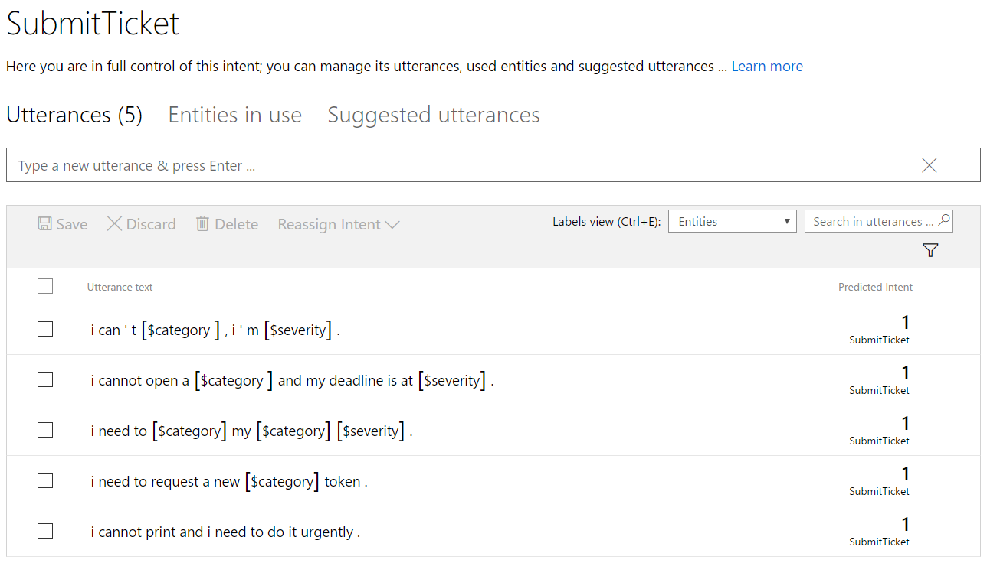 SubmitTicket
Here you are in full control of this intent; you can manage its utterances, used entities and suggested utterances ... Learn more
Utterances (5) Entities in use Suggested utterances
Type a new utterance & press Enter ...
Save Discard Delete Reassign Intent Labels view (Ctrl+E): Entities Search in utterances ...
Utterance text Predicted Intent
i can ' t [$category ] , i ' m [$severity] . 1
SubmitTicket
i cannot open a [$category ] and my deadline is at [$severity] . 1
SubmitTicket
i need to [$category] my [$category] [$severity] . 1
SubmitTicket
i need to request a new [$category] token . 1
SubmitTicket
i cannot print and i need to do it urgently . 1
SubmitTicket